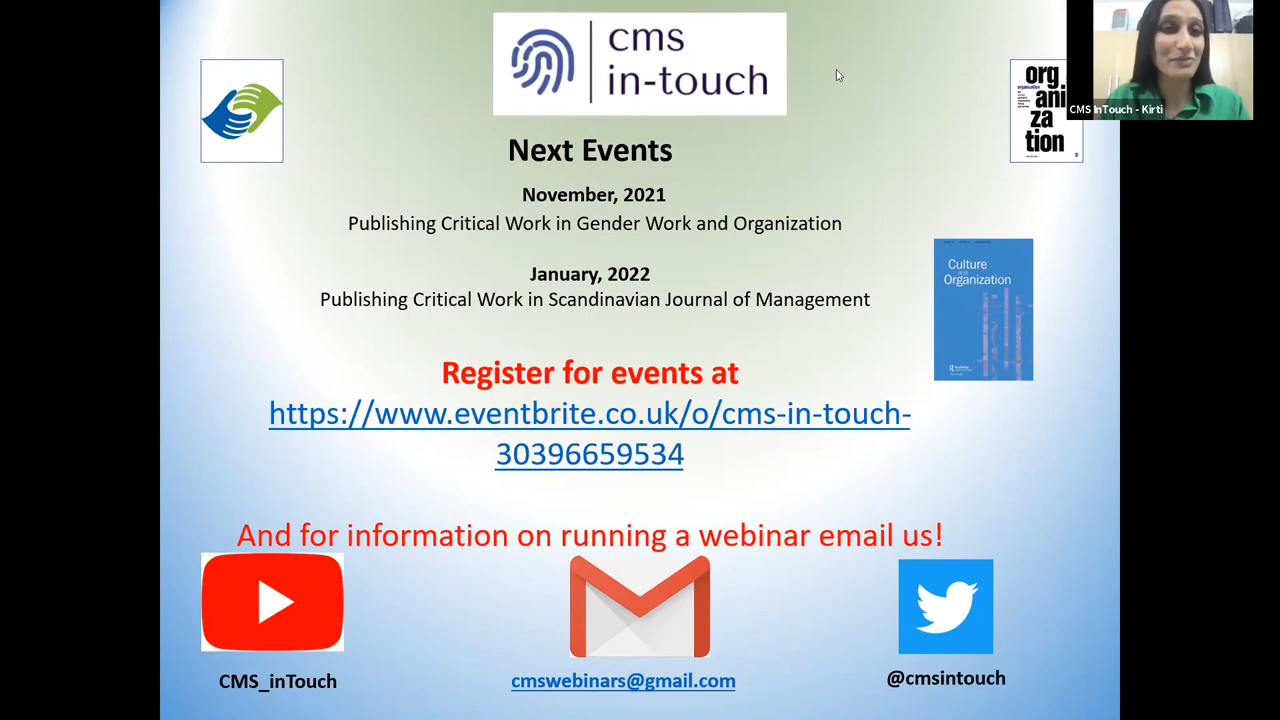 cms
in-touch
CMS InTouch - Kirti
org
organization
ani
za
tion
Next Events
November, 2021
Publishing Critical Work in Gender Work and Organization
January, 2022
Publishing Critical Work in Scandinavian Journal of Management
Culture
and
Organization
Register for events at
https://www.eventbrite.co.uk/o/cms-in-touch-
30396659534
And for information on running a webinar email us!
CMS_inTouch
cmswebinars@gmail.com
@cmsintouch